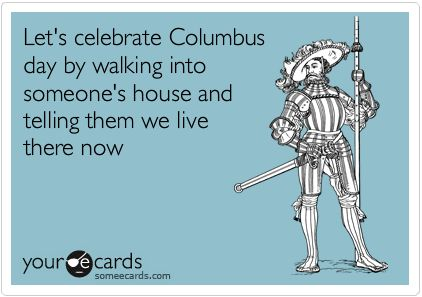 Let's celebrate Columbus
day by walking into
someone's house and
telling them we live
there now
your e cards
someecards.com